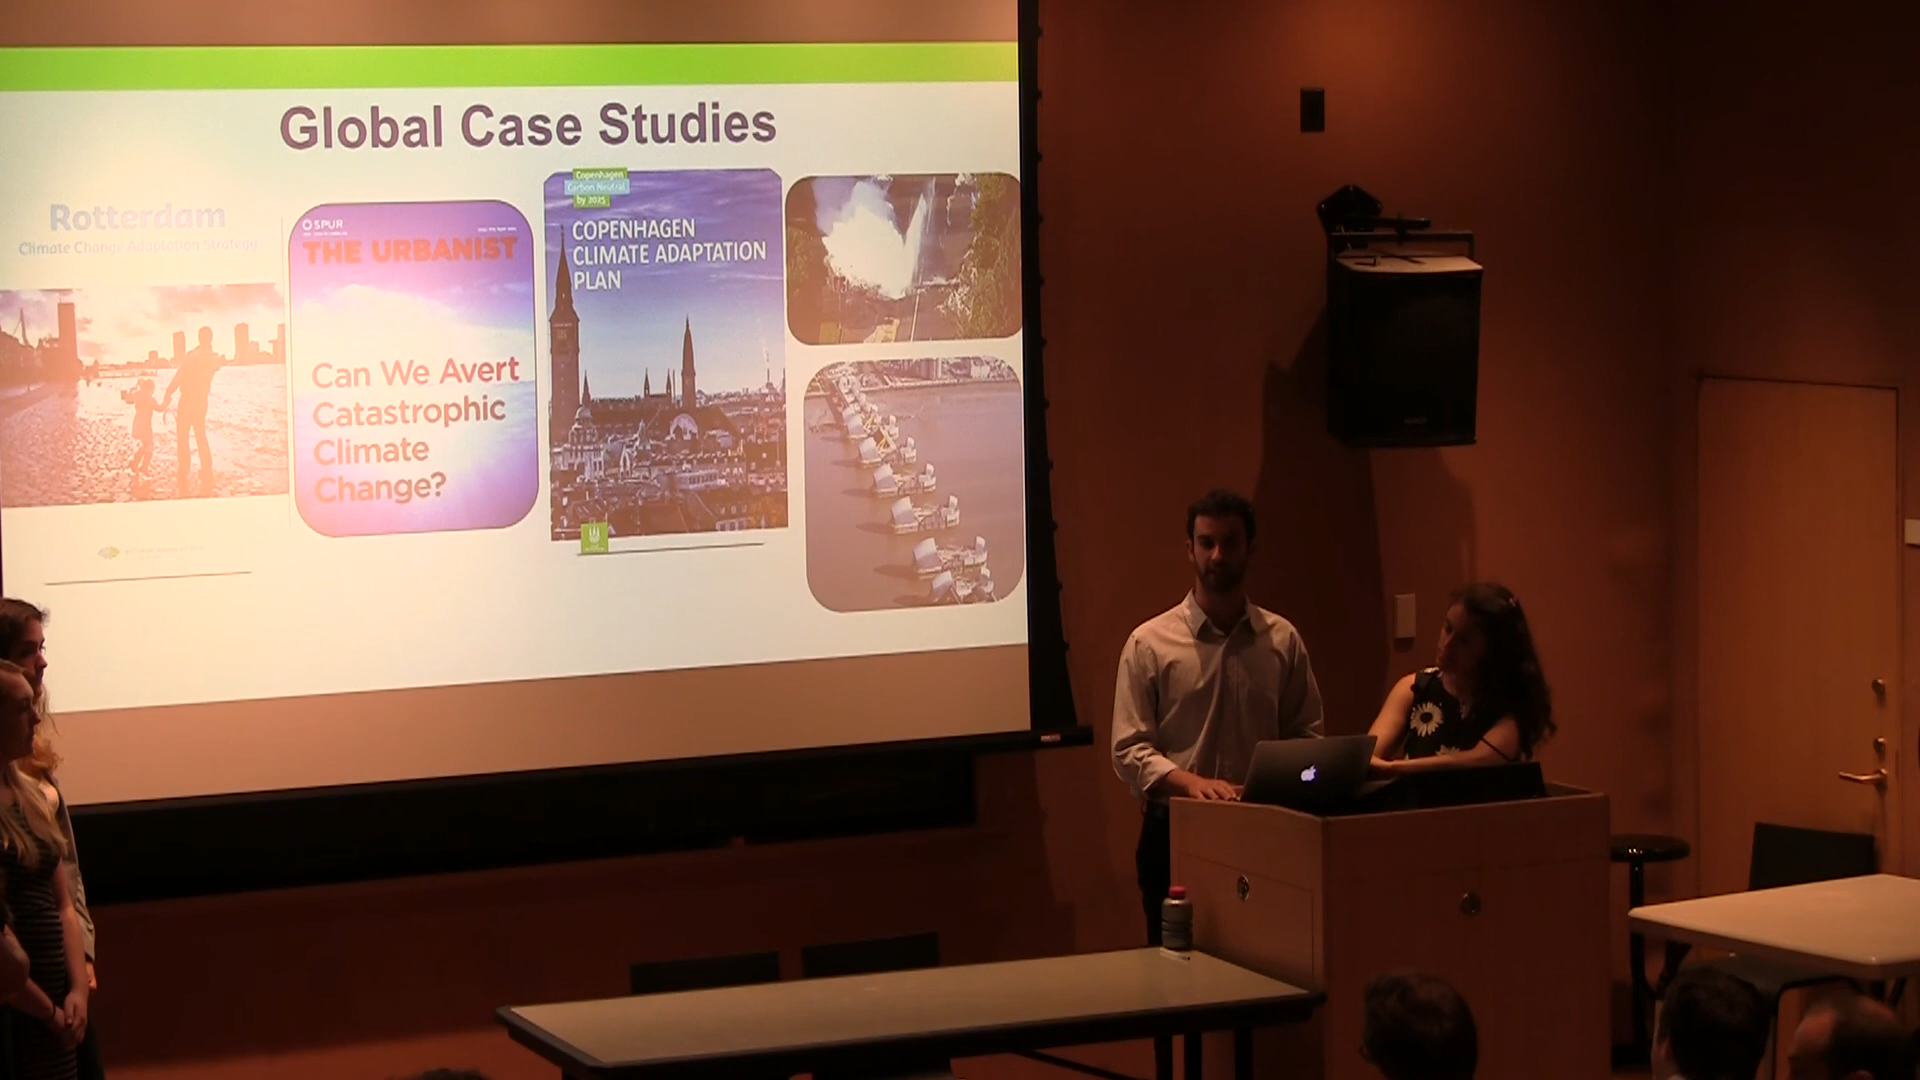 Global Case Studies
Rotterdam
Climate Change Adaptation Strategy
SPUR
THE URBANIST
Can We Avert
Catastrophic
Climate
Change?
Copenhagen
Carbon Neutral
by 2025
COPENHAGEN
CLIMATE ADAPTATION
PLAN